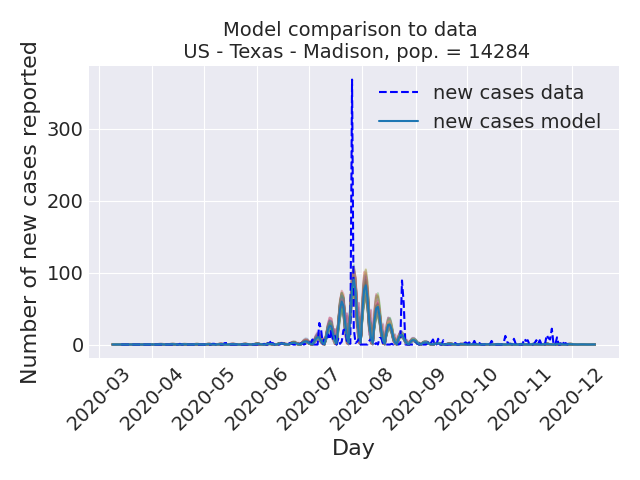 Model comparison to data
US - Texas - Madison, pop. = 14284
Number of new cases reported
300
200
100
0
new cases data
new cases model
2020-03
2020-04
2020-05
2020-06
2020-07
2020-08
2020-09
2020-10
2020-11
2020-12
Day